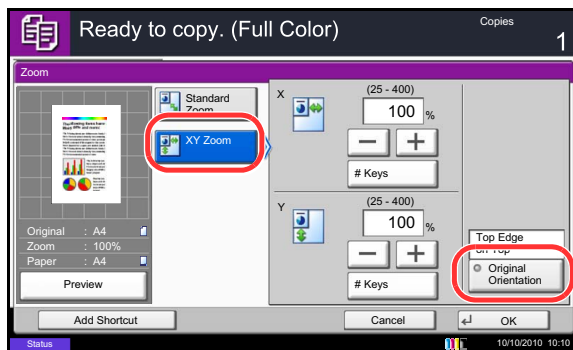 Ready to copy. (Full Color)
Copies
1
Zoom
Standard
Zoom
XY Zoom
X
(25 - 400)
100 %
# Keys
Y
(25 - 400)
100 %
# Keys
Original : A4
Zoom : 100%
Paper : A4
Preview
Top Edge
on Top
Original
Orientation
Add Shortcut
Cancel
OK
Status
10/10/2010 10:10